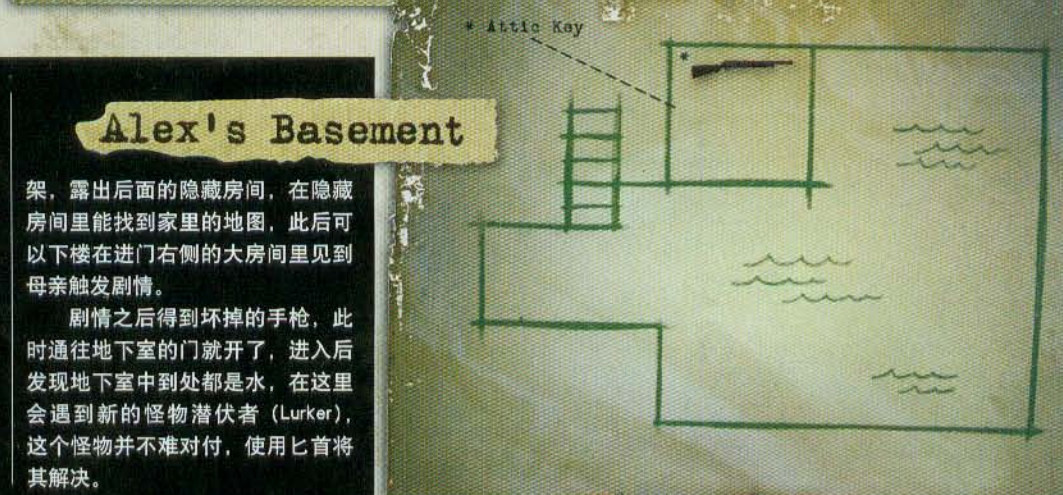 * Attic Key
*
Alex's Basement
架，露出后面的隐藏房间，在隐藏
房间里能找到家里的地图，此后可
以下楼在进门右侧的大房间里见到
母亲触发剧情。
剧情之后得到坏掉的手枪，此
时通往地下室的门就开了，进入后
发现地下室中到处都是水，在这里
会遇到新的怪物潜伏者 (Lurker)，
这个怪物并不难对付，使用匕首将
其解决。